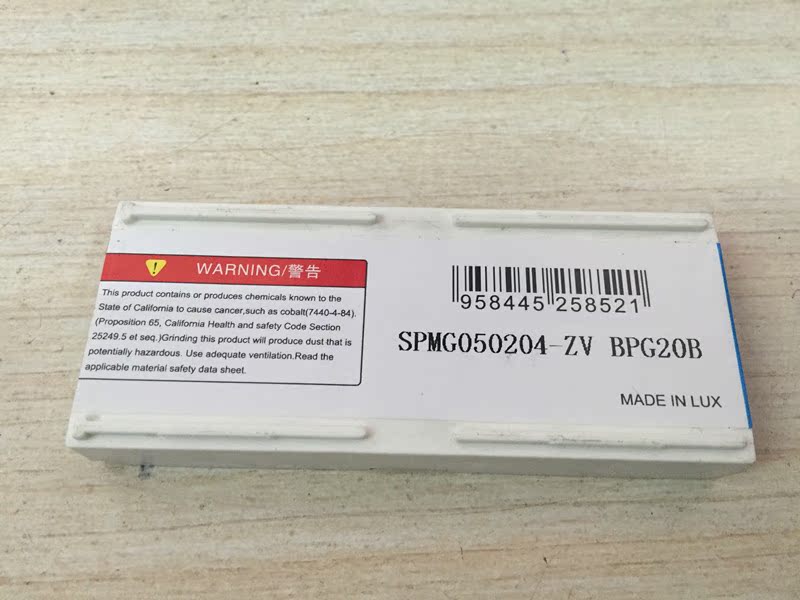 WARNING/警告
This product contains or produces chemicals known to the
State of California to cause cancer,such as cobalt(7440-4-84).
(Proposition 65, California Health and safety Code Section
25249.5 et seq.)Grinding this product will produce dust that is
potentially hazardous. Use adequate ventilation.Read the
applicable material safety data sheet.
958445 258521
SPMG050204-ZV BPG20B
MADE IN LUX